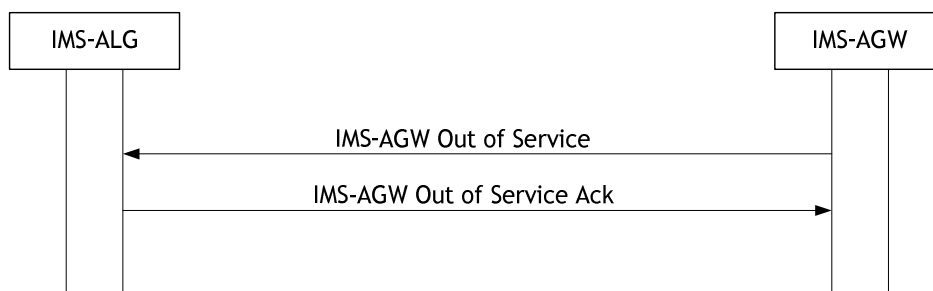 IMS-ALG
IMS-AGW
IMS-AGW Out of Service
IMS-AGW Out of Service Ack